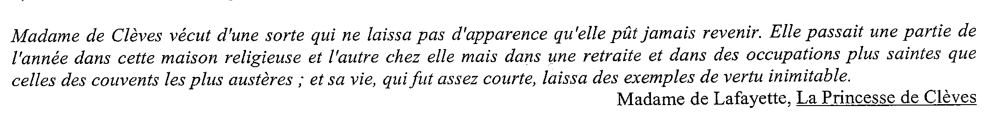 Madame de Clèves vécut d'une sorte qui ne laissa pas d'apparence qu'elle pût jamais revenir. Elle passait une partie de
l'année dans cette maison religieuse et l'autre chez elle mais dans une retraite et dans des occupations plus saintes que
celles des couvents les plus austères ; et sa vie, qui fut assez courte, laissa des exemples de vertu inimitable.
Madame de Lafayette, La Princesse de Clèves